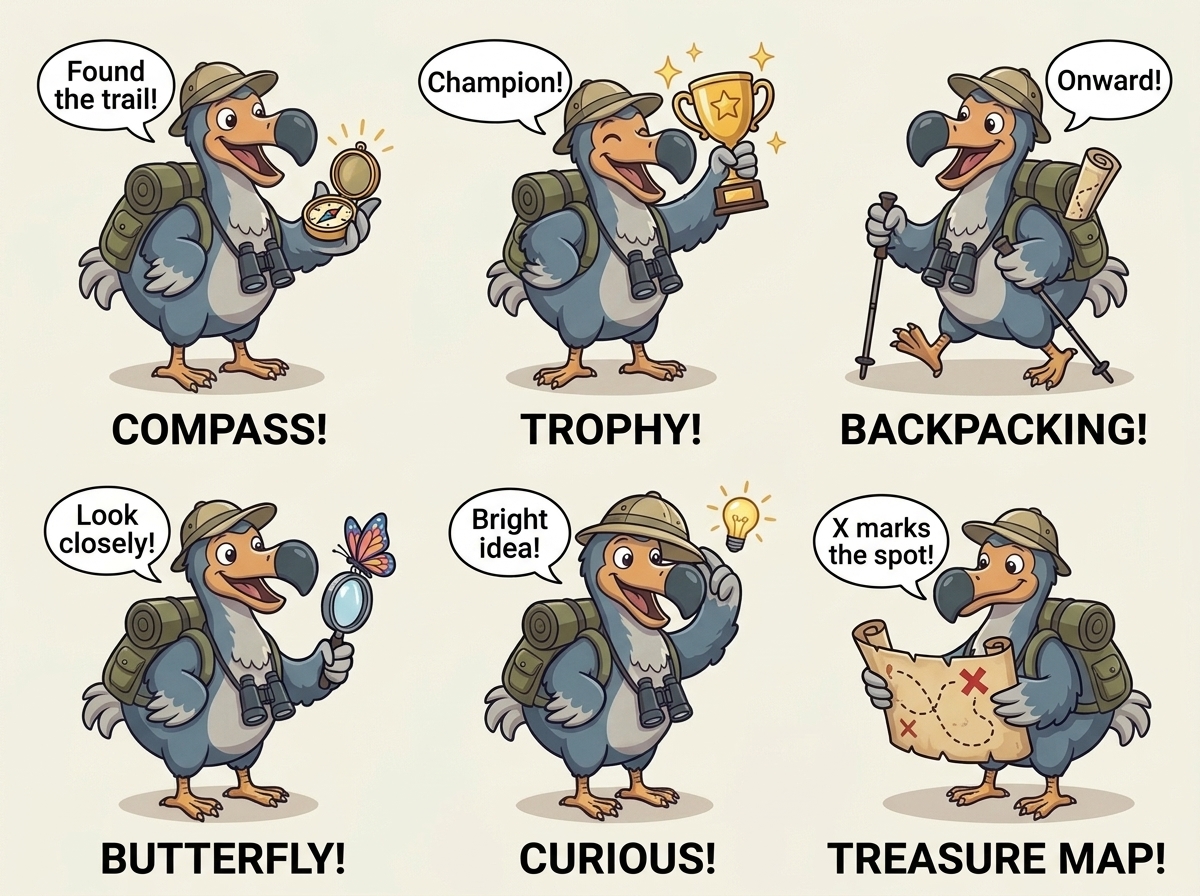 Found
the trail!
COMPASS!
Champion!
TROPHY!
Onward!
BACKPACKING!
Look
closely!
BUTTERFLY!
Bright
idea!
CURIOUS!
X marks
the spot!
TREASURE MAP!